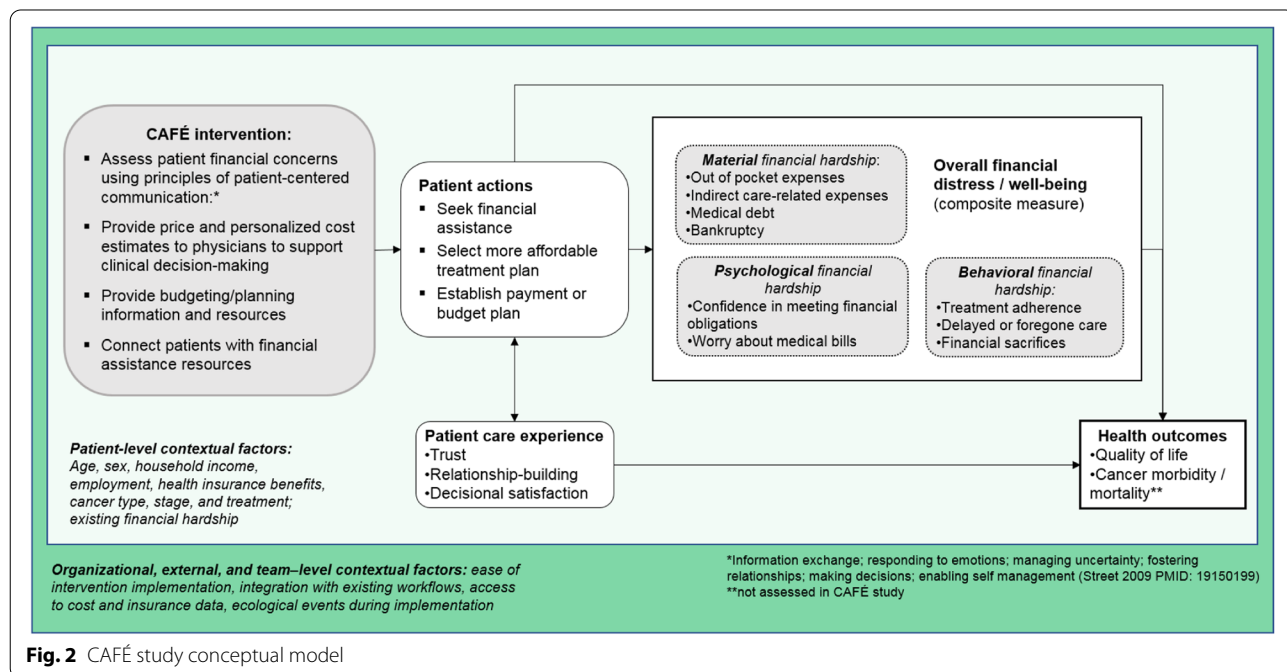 CAFÉ intervention:
▪ Assess patient financial concerns
using principles of patient-centered
communication:*
▪ Provide price and personalized cost
estimates to physicians to support
clinical decision-making
▪ Provide budgeting/planning
information and resources
▪ Connect patients with financial
assistance resources
Patient actions
▪ Seek financial
assistance
▪ Select more affordable
treatment plan
▪ Establish payment or
budget plan
Material financial hardship:
•Out of pocket expenses
•Indirect care-related expenses
•Medical debt
•Bankruptcy
Overall financial
distress / well-being
(composite measure)
Psychological financial
hardship
•Confidence in meeting financial
obligations
•Worry about medical bills
Behavioral financial
hardship:
•Treatment adherence
•Delayed or foregone care
•Financial sacrifices
Patient-level contextual factors:
Age, sex, household income,
employment, health insurance benefits,
cancer type, stage, and treatment;
existing financial hardship
Patient care experience
•Trust
•Relationship-building
•Decisional satisfaction
Health outcomes
•Quality of life
•Cancer morbidity /
mortality**
Organizational, external, and team–level contextual factors: ease of
intervention implementation, integration with existing workflows, access
to cost and insurance data, ecological events during implementation
*Information exchange; responding to emotions; managing uncertainty; fostering
relationships; making decisions; enabling self management (Street 2009 PMID: 19150199)
**not assessed in CAFÉ study
Fig. 2 CAFÉ study conceptual model